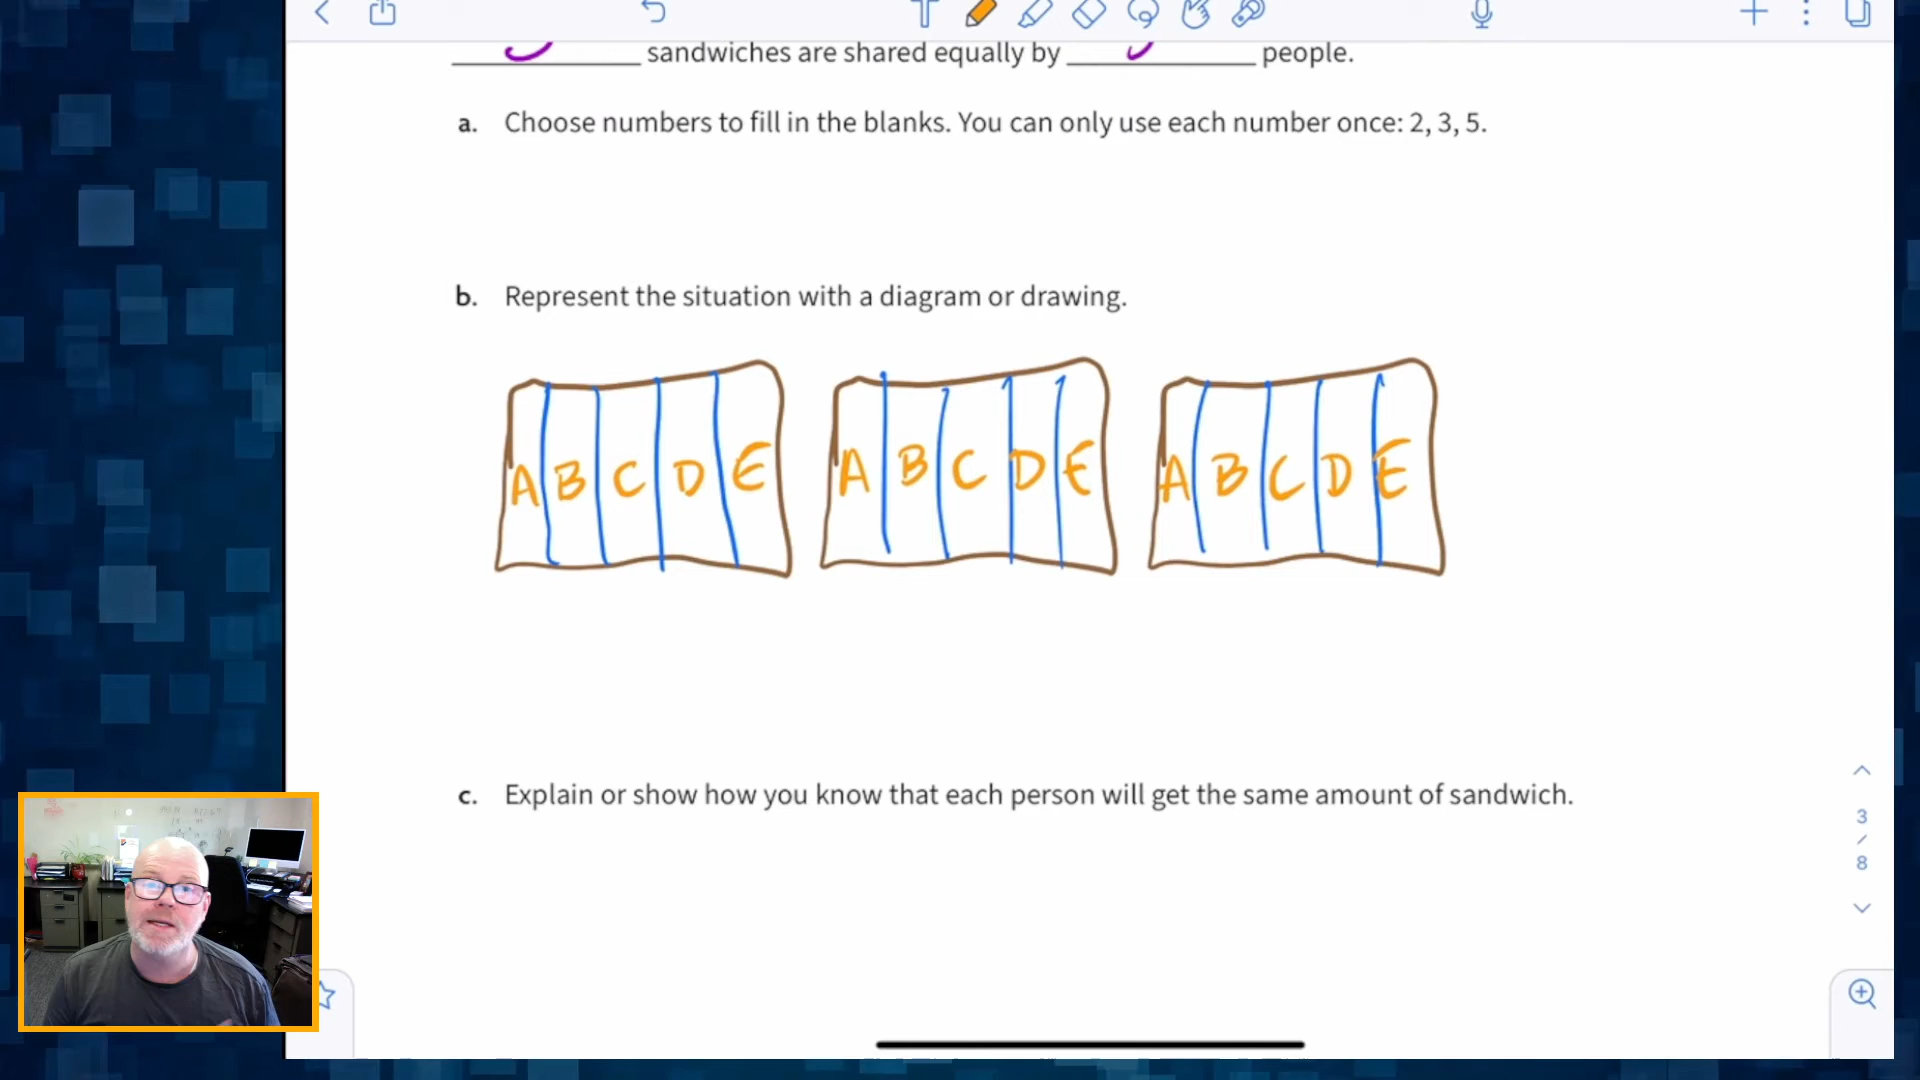 sandwiches are shared equally by people.
a. Choose numbers to fill in the blanks. You can only use each number once: 2, 3, 5.
b. Represent the situation with a diagram or drawing.
A B C D E A B C D E A B C D E
c. Explain or show how you know that each person will get the same amount of sandwich.
3
/
8